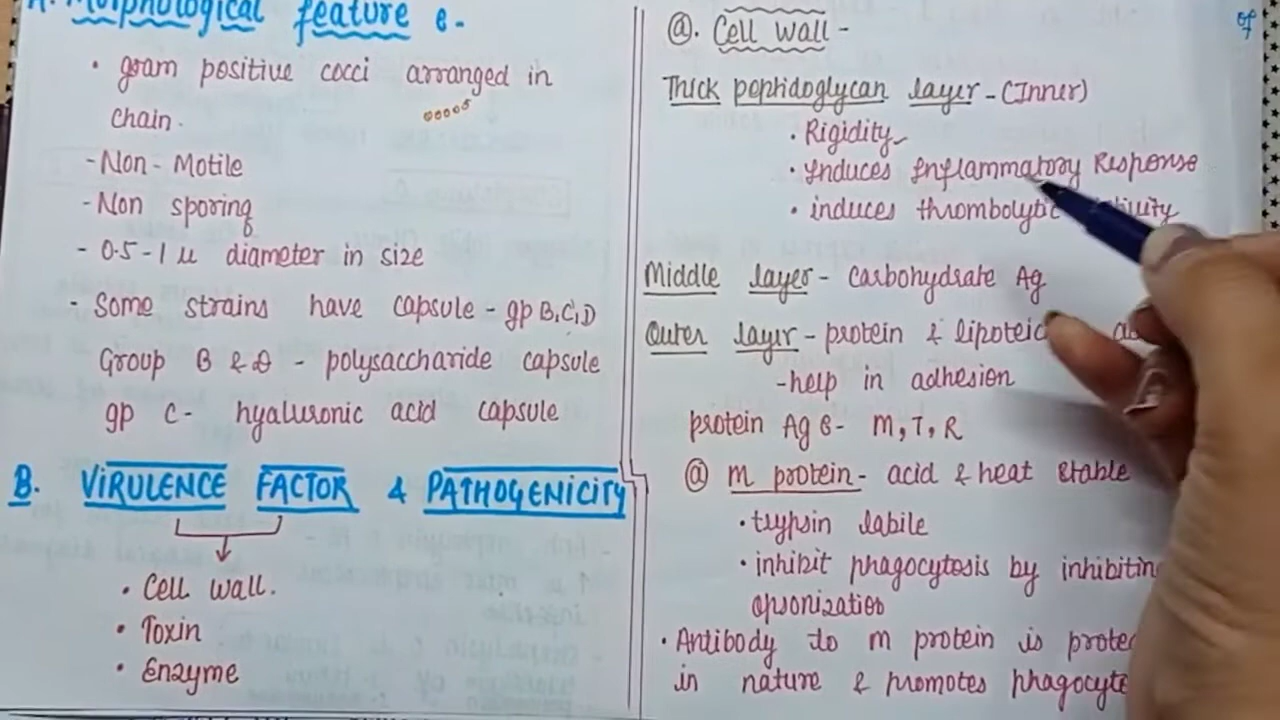 A. Morphological feature :-
• gram positive cocci arranged in
chain.
- Non-Motile
- Non sporing
- 0.5-1 μ diameter in size
- Some strains have capsule - gp B,C,D
Group B & D - polysaccharide capsule
gp C - hyaluronic acid capsule
B. VIRULENCE FACTOR & PATHOGENICITY
• Cell wall.
• Toxin
• Enzyme
@. Cell wall -
Thick peptidoglycan layer - (Inner)
• Rigidity
• Induces Inflammatory Response
• induces thrombolytic
Middle layer - carbohydrate Ag
Outer layer - protein & lipoteic
- help in adhesion
protein Ag :- M, T, R
@ M protein - acid & heat stable
• trypsin labile
• inhibit phagocytosis by inhibitin
opsonization
• Antibody to m protein is prote
in nature & promotes phagocyt